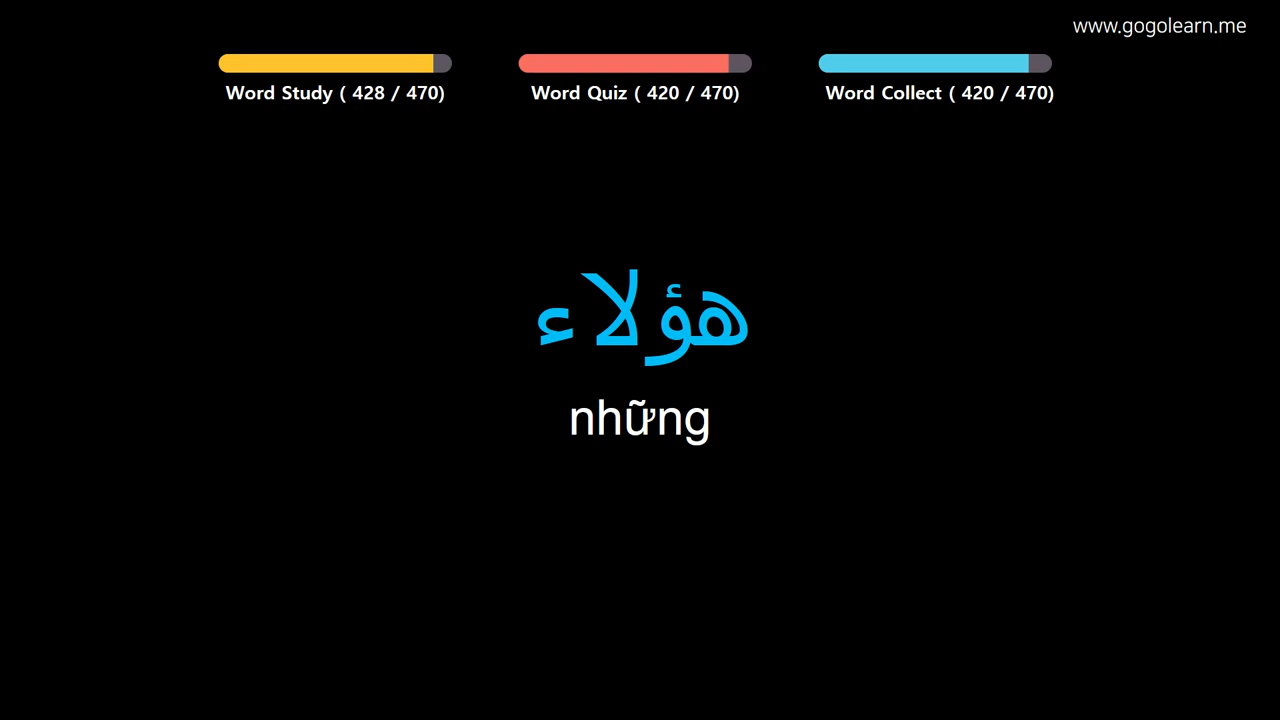 www.gogolearn.me
Word Study ( 428 / 470)
Word Quiz ( 420 / 470)
Word Collect ( 420 / 470)
هؤلاء
những